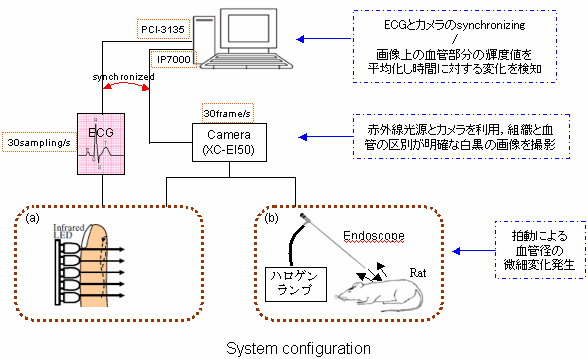 PCI-3135
IP7000
synchronized
ECGとカメラのsynchronizing
/
画像上の血管部分の輝度値を
平均化し時間に対する変化を検知
30frame/s
ECG
30sampling/s
Camera
(XC-EI50)
赤外線光源とカメラを利用，組織と血
管の区別が明確な白黒の画像を撮影
(a)
Infrared
LED
(b)
Endoscope
ハロゲン
ランプ
Rat
拍動による
血管径の
微細変化発生
System configuration